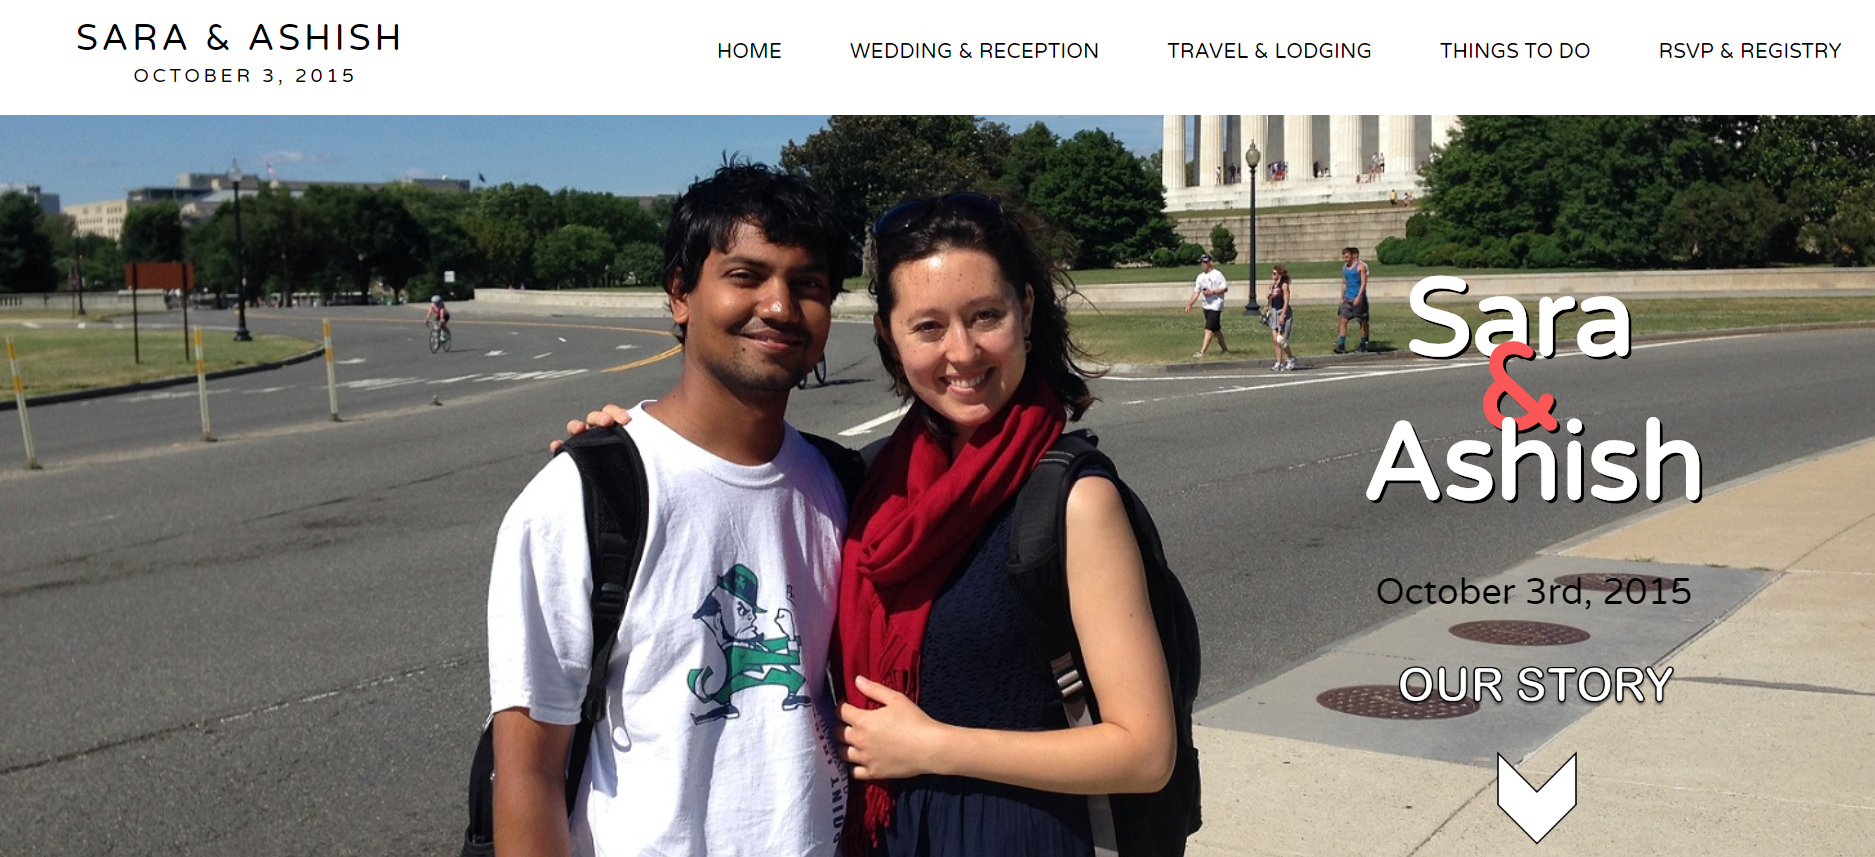 SARA & ASHISH
OCTOBER 3, 2015
HOME WEDDING & RECEPTION TRAVEL & LODGING THINGS TO DO RSVP & REGISTRY
Sara
&
Ashish
October 3rd, 2015
OUR STORY